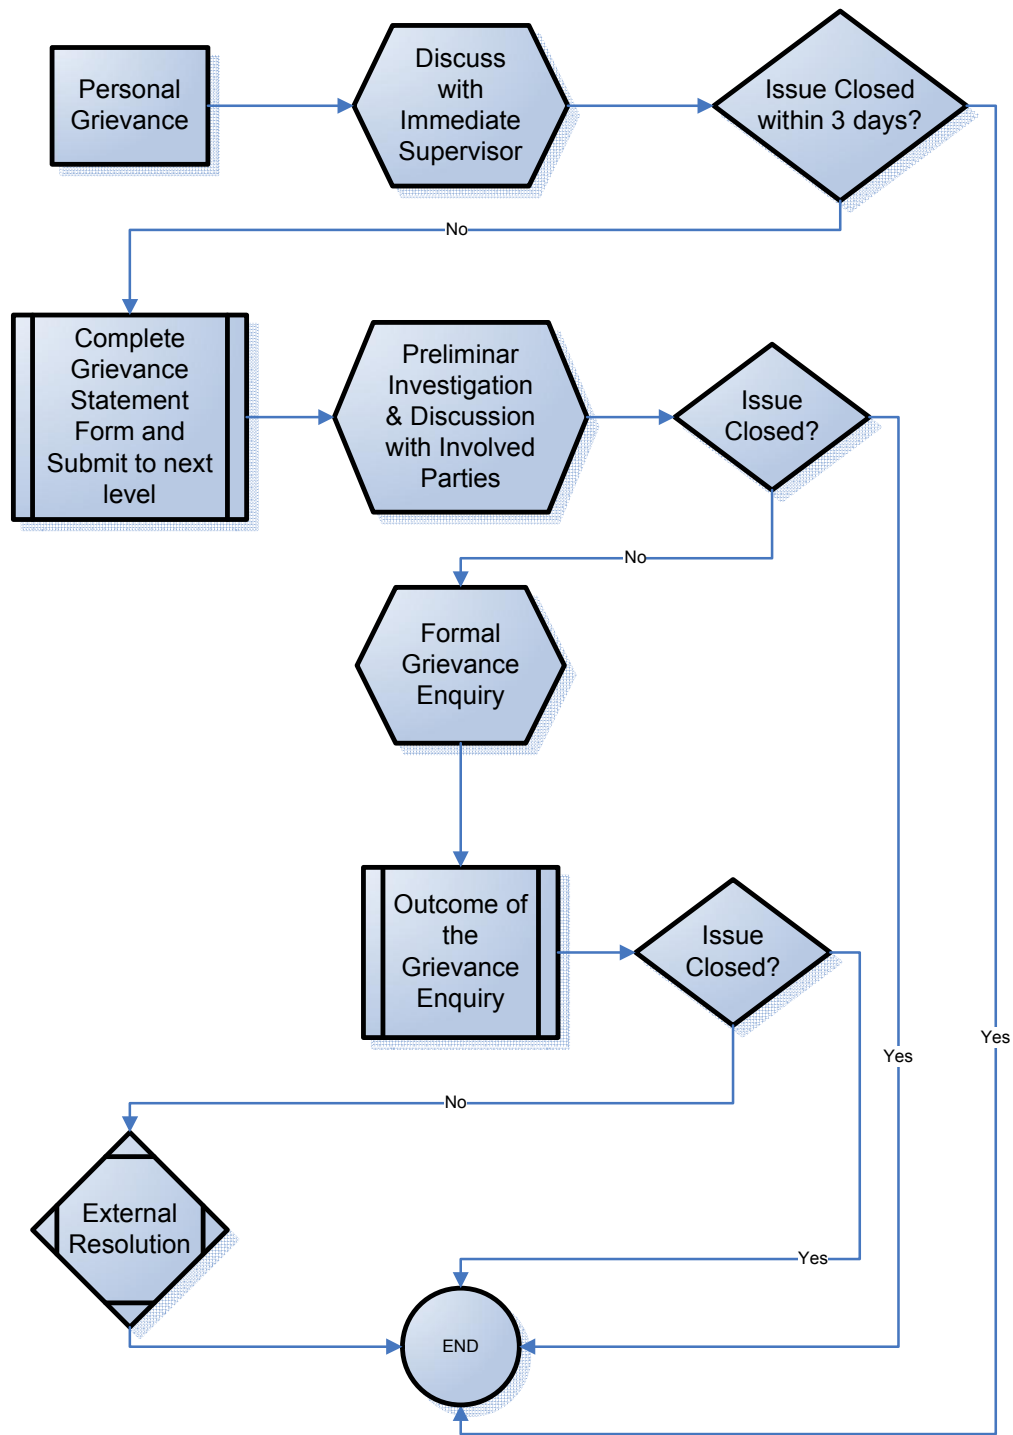 Personal
Grievance
Discuss
with
Immediate
Supervisor
Issue Closed
within 3 days?
No
Complete
Grievance
Statement
Form and
Submit to next
level
Preliminar
Investigation
& Discussion
with Involved
Parties
Issue
Closed?
No
Formal
Grievance
Enquiry
Outcome of
the
Grievance
Enquiry
Issue
Closed?
Yes
Yes
No
External
Resolution
Yes
END